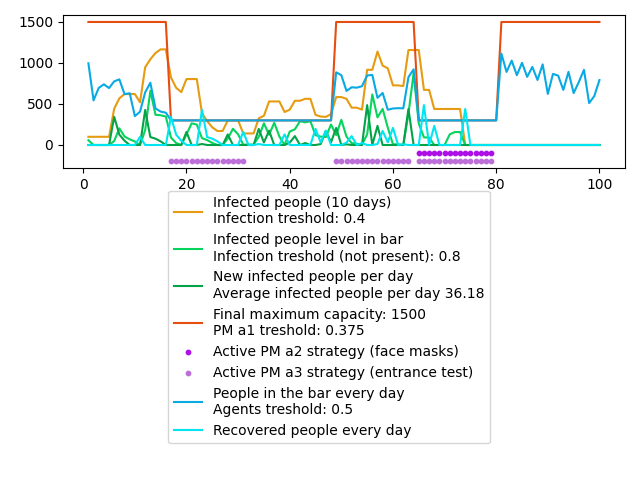 1500
1000
500
0
0
20
40
60
80
100
Infected people (10 days)
Infection treshold: 0.4
Infected people level in bar
Infection treshold (not present): 0.8
New infected people per day
Average infected people per day 36.18
Final maximum capacity: 1500
PM a1 treshold: 0.375
Active PM a2 strategy (face masks)
Active PM a3 strategy (entrance test)
People in the bar every day
Agents treshold: 0.5
Recovered people every day